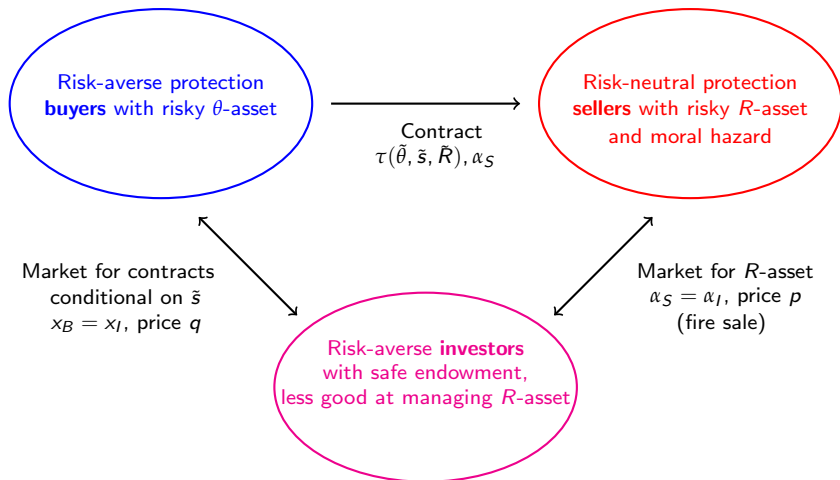 Risk-averse protection
buyers with risky θ-asset
Risk-neutral protection
sellers with risky R-asset
and moral hazard
Contract
τ(θ̃, s̃, R̃), α_S
Market for contracts
conditional on s̃
x_B = x_I, price q
Market for R-asset
α_S = α_I, price p
(fire sale)
Risk-averse investors
with safe endowment,
less good at managing R-asset